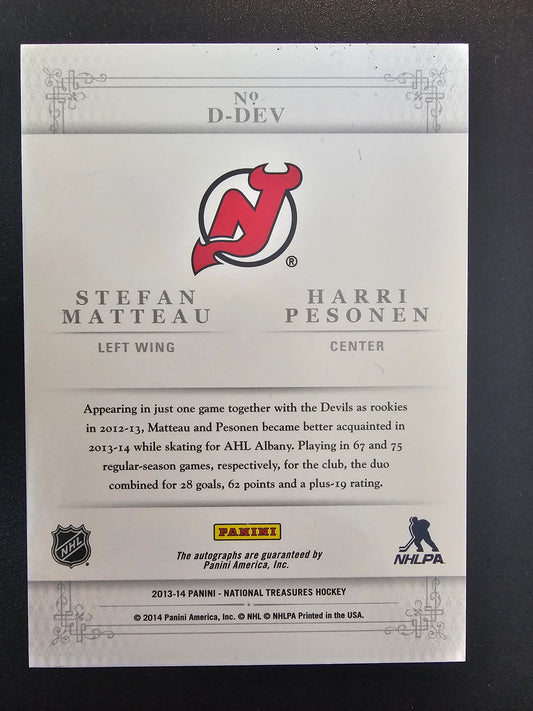 No
D-DEV
NJ
®
STEFAN MATTEAU
LEFT WING
HARRI PESONEN
CENTER
Appearing in just one game together with the Devils as rookies
in 2012-13, Matteau and Pesonen became better acquainted in
2013-14 while skating for AHL Albany. Playing in 67 and 75
regular-season games, respectively, for the club, the duo
combined for 28 goals, 62 points and a plus-19 rating.
NHL
PANINI
The autographs are guaranteed by
Panini America, Inc.
NHLPA
2013-14 PANINI - NATIONAL TREASURES HOCKEY
© 2014 Panini America, Inc. © NHL © NHLPA Printed in the USA.